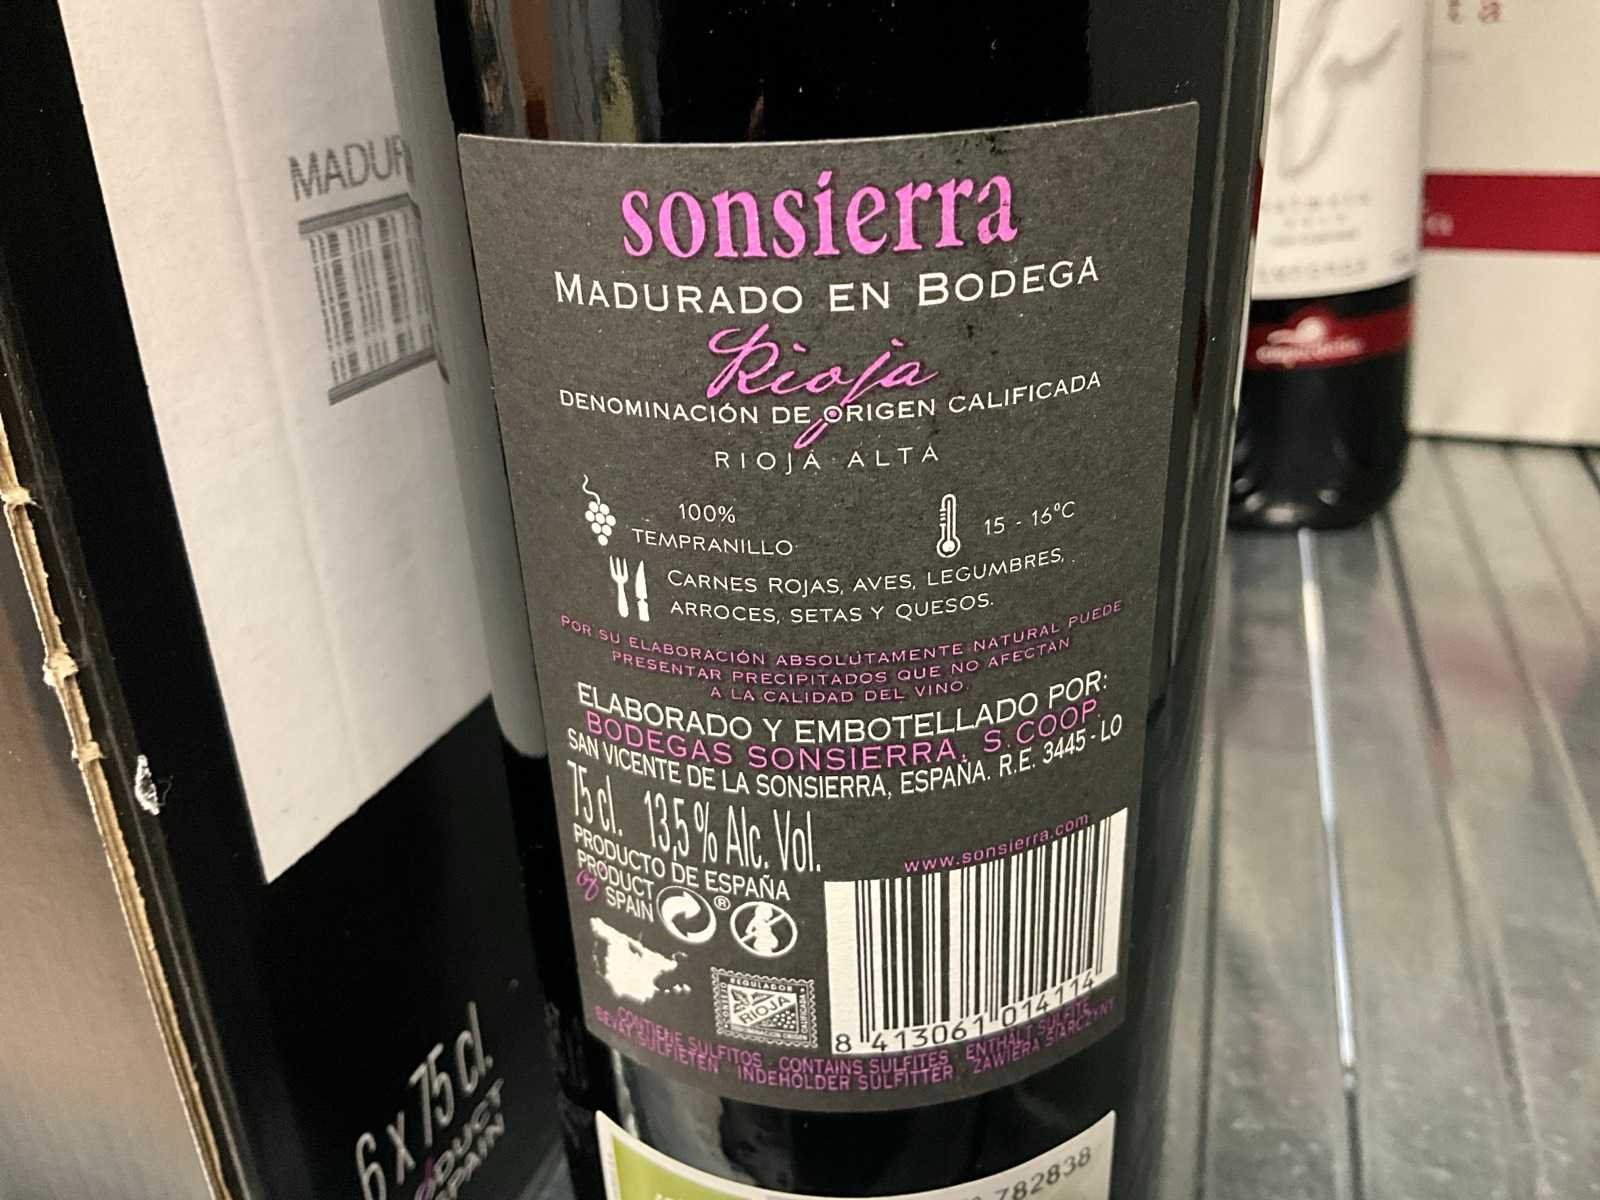 sonsierra
MADURADO EN BODEGA
Rioja
DENOMINACIÓN DE ORIGEN CALIFICADA
RIOJA ALTA
100%
TEMPRANILLO
15 - 16ºC
CARNES ROJAS, AVES, LEGUMBRES,
ARROCES, SETAS Y QUESOS.
POR SU ELABORACIÓN ABSOLUTAMENTE NATURAL PUEDE
PRESENTAR PRECIPITADOS QUE NO AFECTAN
A LA CALIDAD DEL VINO.
ELABORADO Y EMBOTELLADO POR:
BODEGAS SONSIERRA, S.COOP
SAN VICENTE DE LA SONSIERRA, ESPAÑA. R.E. 3445 - LO
75 cl. 13,5 % Alc. Vol.
www.sonsierra.com
PRODUCTO DE ESPAÑA
PRODUCT
of SPAIN
®
REGULADOR
CONSEJO
RIOJA
CALIFICADA
8 413061 014114
CONTIENE SULFITOS · CONTAINS SULFITES · ENTHÄLT SULFITE
BEVAT SULFIETEN INDEHOLDER SULFITTER ZAWIERA SIARCZYNY
782838
MADUR
6 x 75 cl.